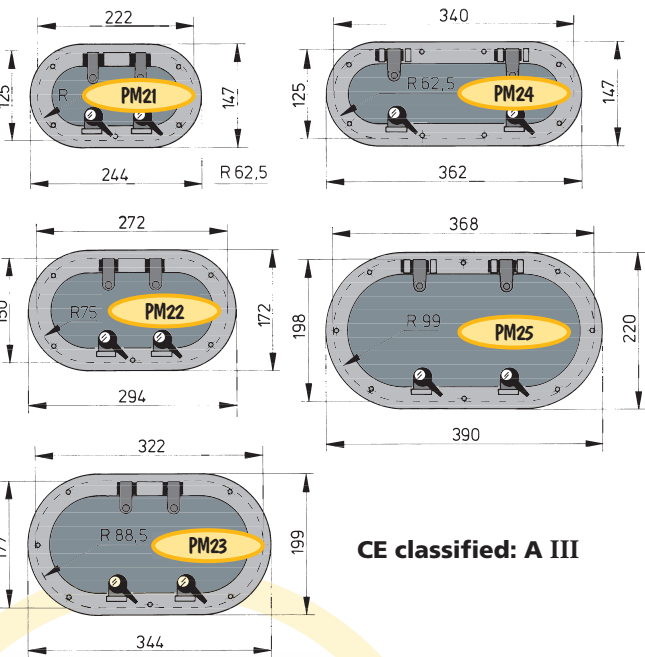 222
125
R
PM21
147
244
R 62,5
340
125
R 62,5
PM24
147
362
272
150
R75
PM22
172
294
368
198
R 99
PM25
220
390
322
177
R 88,5
PM23
199
344
CE classified: A III